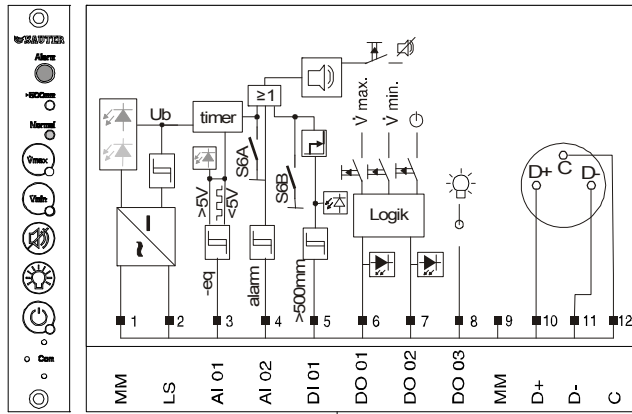 SAUTER
Alarm
>500mm
Normal
V̇max
V̇min
Com
Ub
timer
≥1
S6A
S6B
V̇ max.
V̇ min.
>5V
<5V
-eq
alarm
>500mm
Logik
D+
C
D-
1
2
3
4
5
6
7
8
9
10
11
12
MM
LS
AI 01
AI 02
DI 01
DO 01
DO 02
DO 03
MM
D+
D-
C